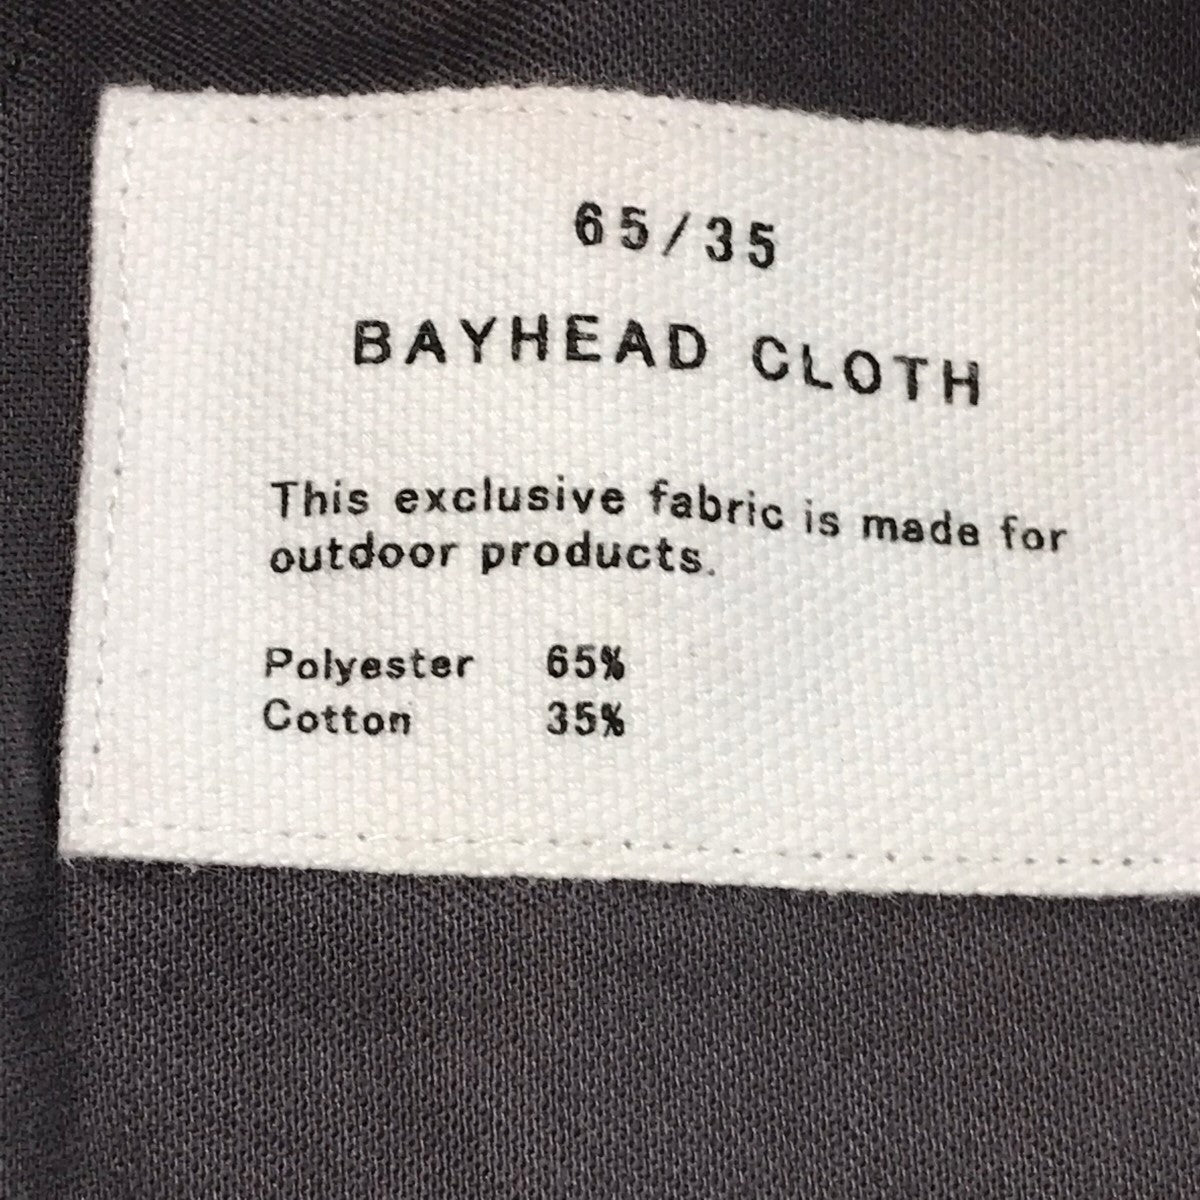 65/35
BAYHEAD CLOTH
This exclusive fabric is made for
outdoor products.
Polyester 65%
Cotton 35%